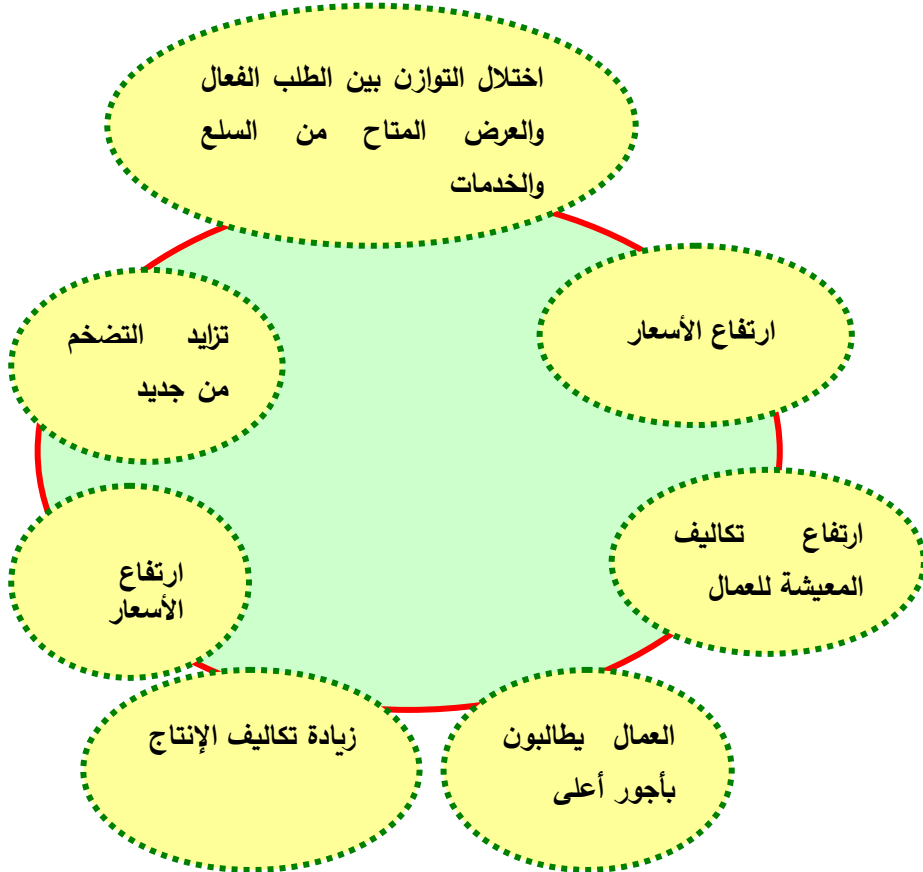 اختلال التوازن بين الطلب الفعال
والعرض المتاح من السلع
والخدمات
ارتفاع الأسعار
ارتفاع تكاليف
المعيشة للعمال
العمال يطالبون
بأجور أعلى
زيادة تكاليف الإنتاج
ارتفاع
الأسعار
تزايد التضخم
من جديد